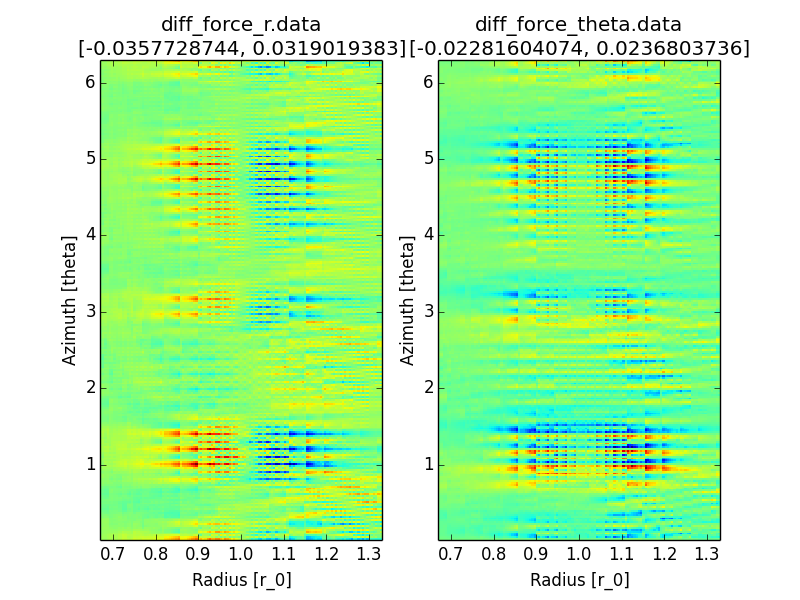 diff_force_r.data
[-0.0357728744, 0.0319019383]
diff_force_theta.data
[-0.02281604074, 0.0236803736]
6
5
4
3
2
1
Azimuth [theta]
0.7 0.8 0.9 1.0 1.1 1.2 1.3
Radius [r_0]
6
5
4
3
2
1
Azimuth [theta]
0.7 0.8 0.9 1.0 1.1 1.2 1.3
Radius [r_0]